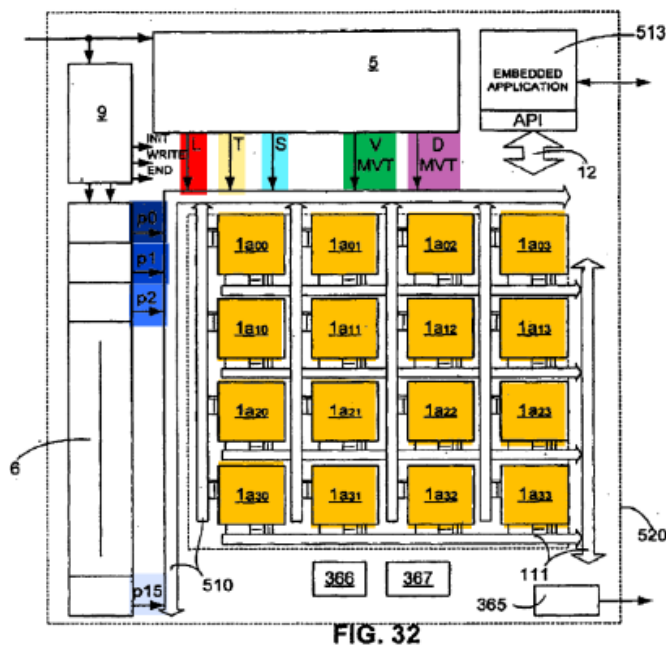 513
5
EMBEDDED
APPLICATION
API
9
INIT
WRITE
END
L
T
S
V
MVT
D
MVT
12
p0
p1
p2
1a00
1a01
1a02
1a03
1a10
1a11
1a12
1a13
1a20
1a21
1a22
1a23
6
1a30
1a31
1a32
1a33
520
510
111
366
367
365
p15
FIG. 32